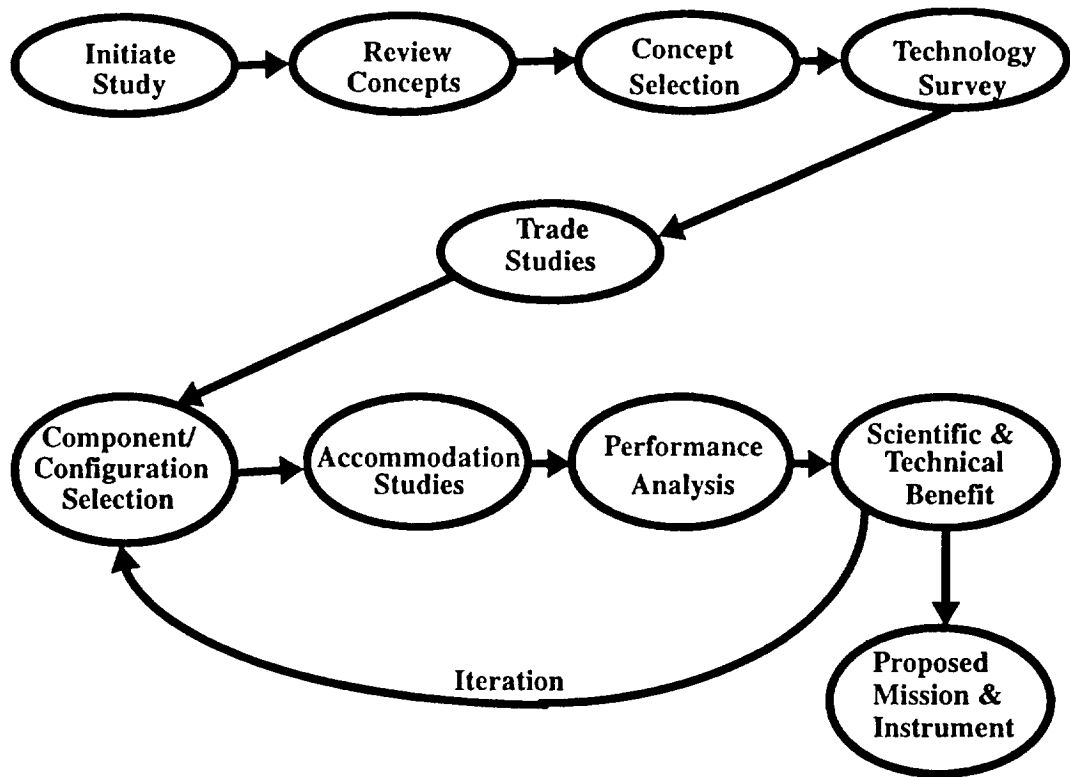 Initiate
Study
Review
Concepts
Concept
Selection
Technology
Survey
Trade
Studies
Component/
Configuration
Selection
Accommodation
Studies
Performance
Analysis
Scientific &
Technical
Benefit
Iteration
Proposed
Mission &
Instrument